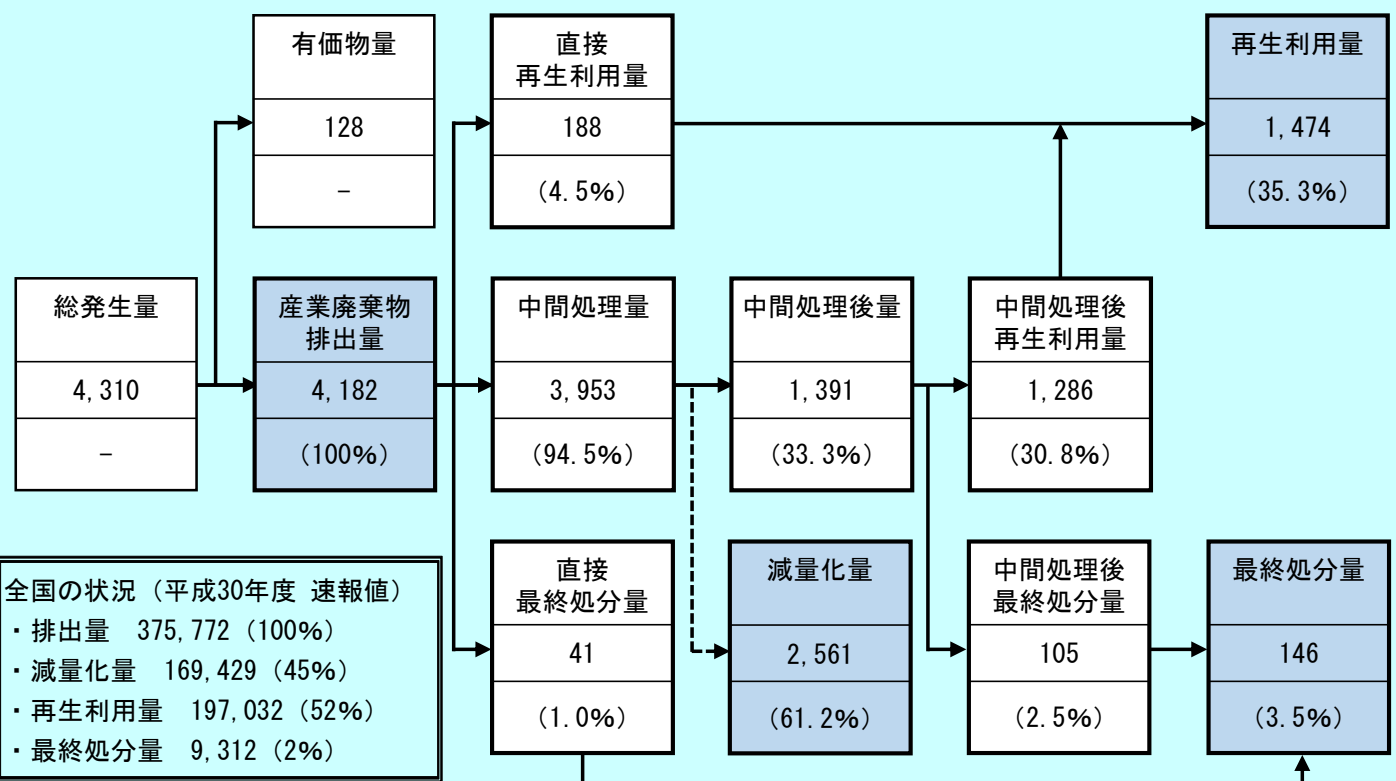 有価物量
128
-
直接
再生利用量
188
(4.5%)
再生利用量
1,474
(35.3%)
総発生量
4,310
-
産業廃棄物
排出量
4,182
(100%)
中間処理量
3,953
(94.5%)
中間処理後量
1,391
(33.3%)
中間処理後
再生利用量
1,286
(30.8%)
直接
最終処分量
41
(1.0%)
減量化量
2,561
(61.2%)
中間処理後
最終処分量
105
(2.5%)
最終処分量
146
(3.5%)
全国の状況（平成30年度 速報値）
・排出量　375,772（100%）
・減量化量　169,429（45%）
・再生利用量　197,032（52%）
・最終処分量　9,312（2%）